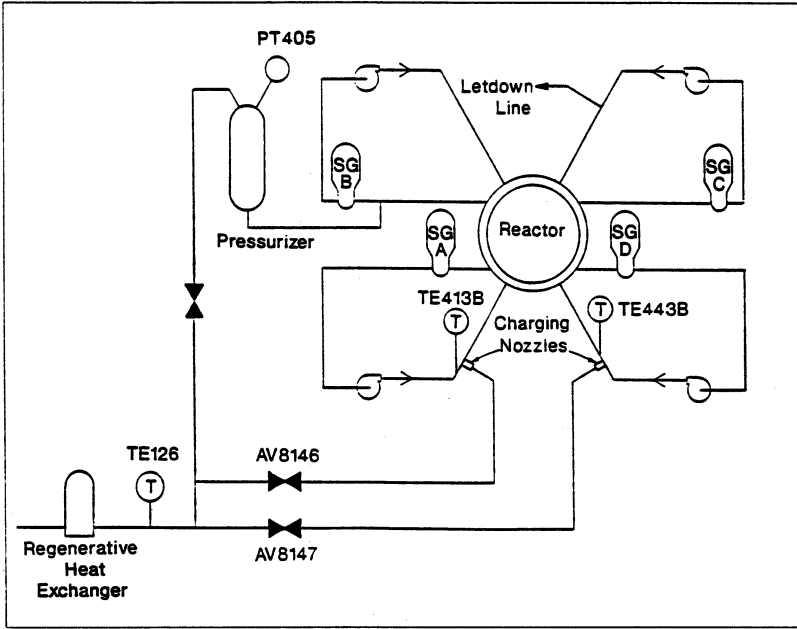 PT405
Letdown
Line
SG
B
SG
C
Pressurizer
SG
A
Reactor
SG
D
TE413B
T
Charging
Nozzles
T
TE443B
TE126
T
AV8146
AV8147
Regenerative
Heat
Exchanger